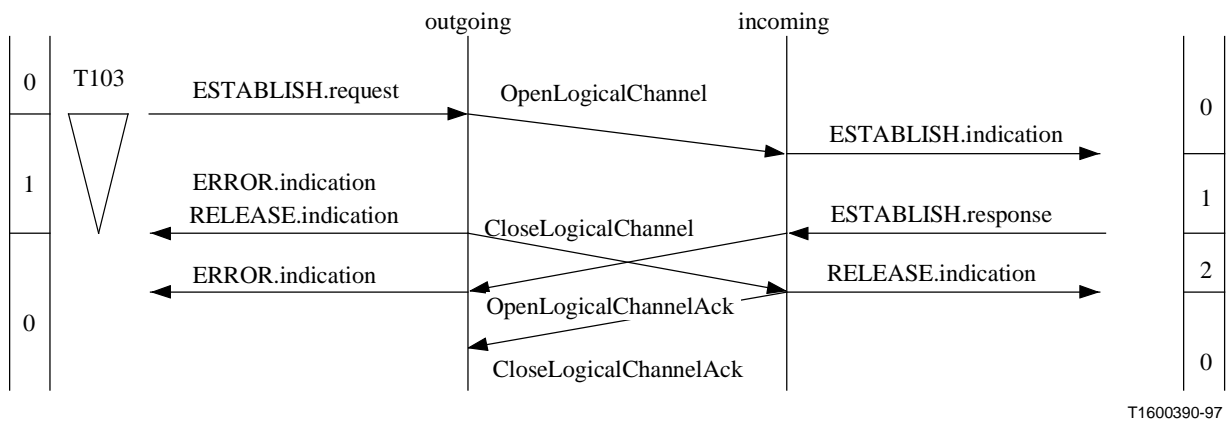 outgoing
incoming
0
T103
ESTABLISH.request
OpenLogicalChannel
0
ESTABLISH.indication
1
ERROR.indication
RELEASE.indication
CloseLogicalChannel
ESTABLISH.response
1
ERROR.indication
RELEASE.indication
2
OpenLogicalChannelAck
0
CloseLogicalChannelAck
0
T1600390-97